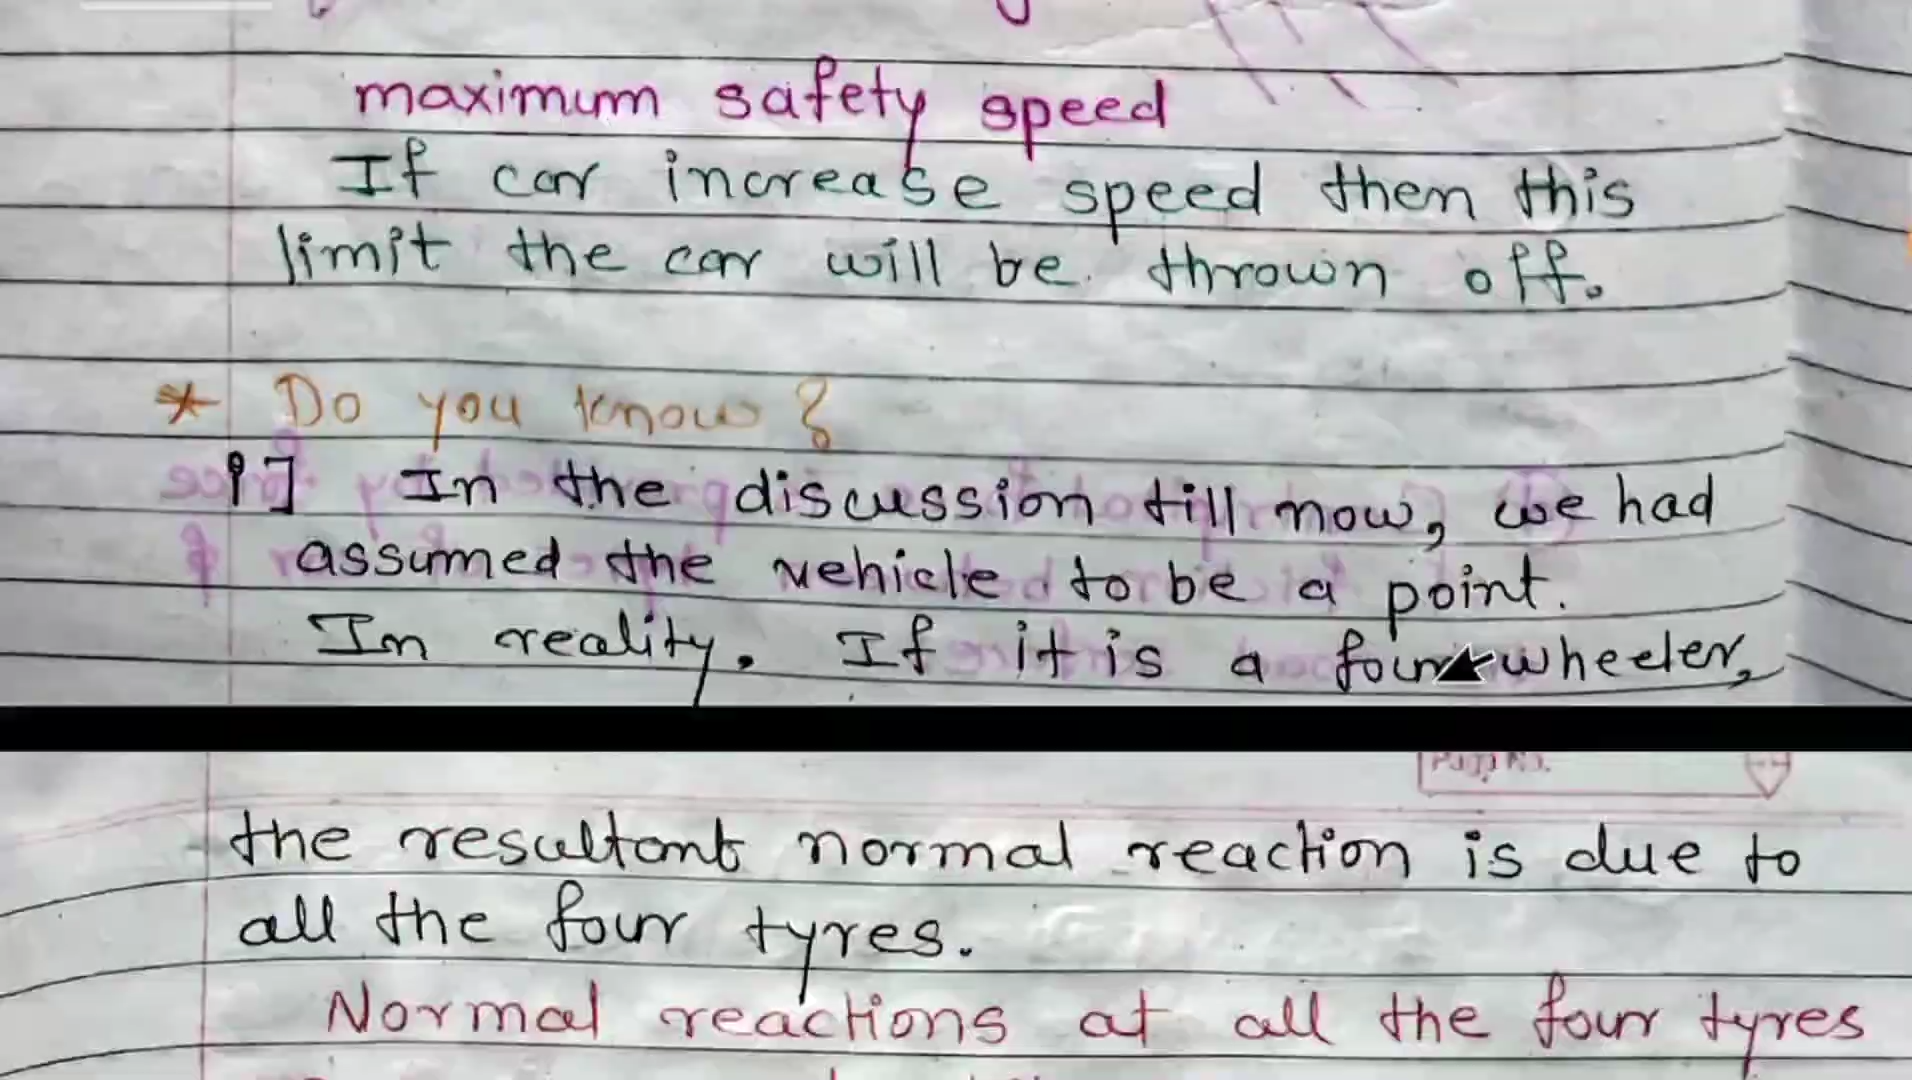 maximum safety speed
If car increase speed then this
limit the car will be thrown off.
* Do you know ?
1] In the discussion till now, we had
assumed the vehicle to be a point.
In reality. If it is a four wheeler,
Page No.
the resultant normal reaction is due to
all the four tyres.
Normal reactions at all the four tyres